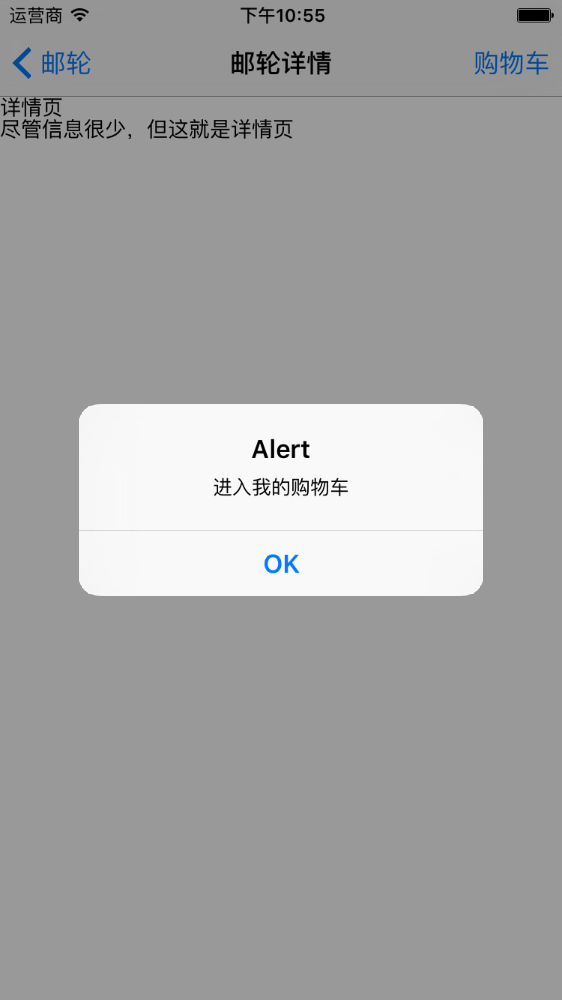 运营商 下午10:55
邮轮 邮轮详情 购物车
详情页
尽管信息很少，但这就是详情页
Alert
进入我的购物车
OK